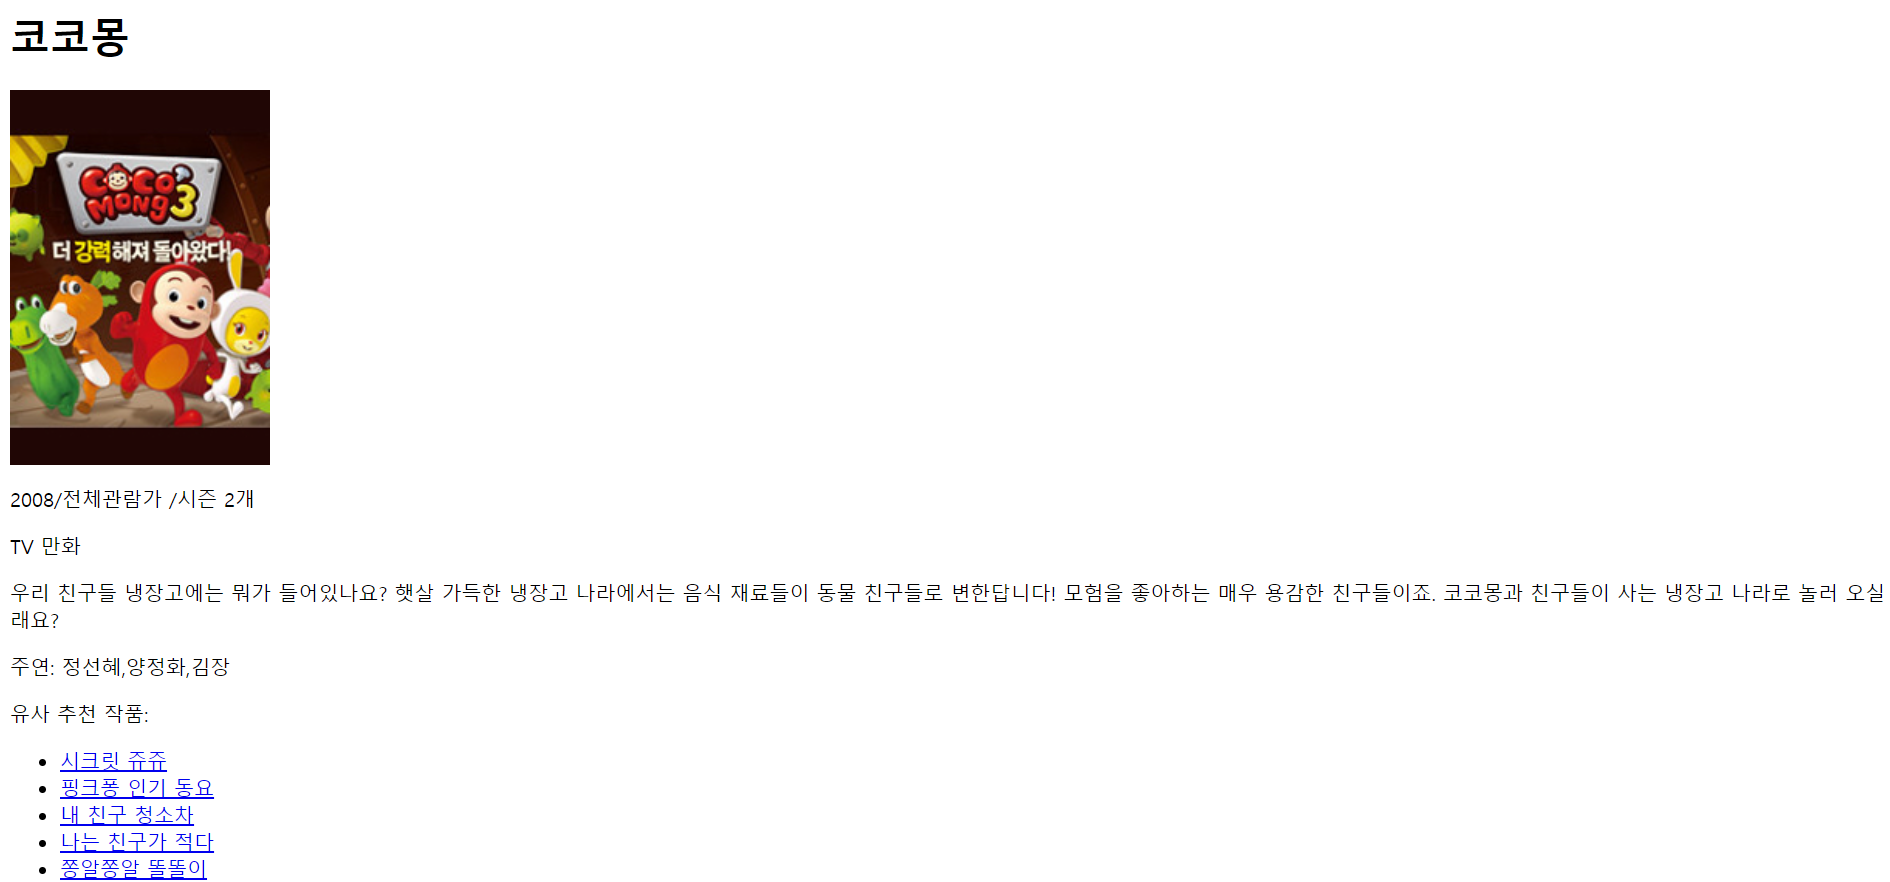 코코몽
COCO
MONG3
더 강력해져 돌아왔다!
2008/전체관람가 /시즌 2개
TV 만화
우리 친구들 냉장고에는 뭐가 들어있나요? 햇살 가득한 냉장고 나라에서는 음식 재료들이 동물 친구들로 변한답니다! 모험을 좋아하는 매우 용감한 친구들이죠. 코코몽과 친구들이 사는 냉장고 나라로 놀러 오실
래요?
주연: 정선혜,양정화,김장
유사 추천 작품:
시크릿 쥬쥬
핑크퐁 인기 동요
내 친구 청소차
나는 친구가 적다
쫑알쫑알 똘똘이